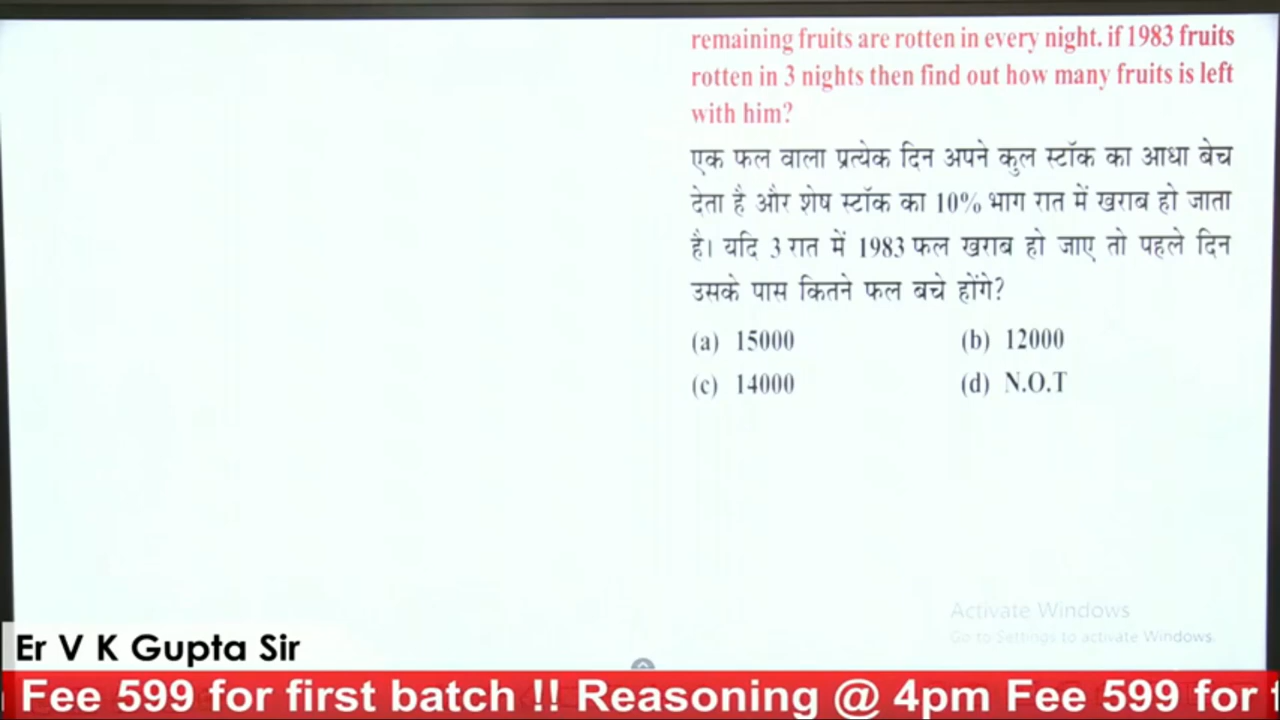 remaining fruits are rotten in every night. if 1983 fruits
rotten in 3 nights then find out how many fruits is left
with him?
एक फल वाला प्रत्येक दिन अपने कुल स्टॉक का आधा बेच
देता है और शेष स्टॉक का 10% भाग रात में खराब हो जाता
है। यदि 3 रात में 1983 फल खराब हो जाए तो पहले दिन
उसके पास कितने फल बचे होंगे?
(a) 15000 (b) 12000
(c) 14000 (d) N.O.T
Activate Windows
Go to Settings to activate Windows.
Er V K Gupta Sir
Fee 599 for first batch !! Reasoning @ 4pm Fee 599 for